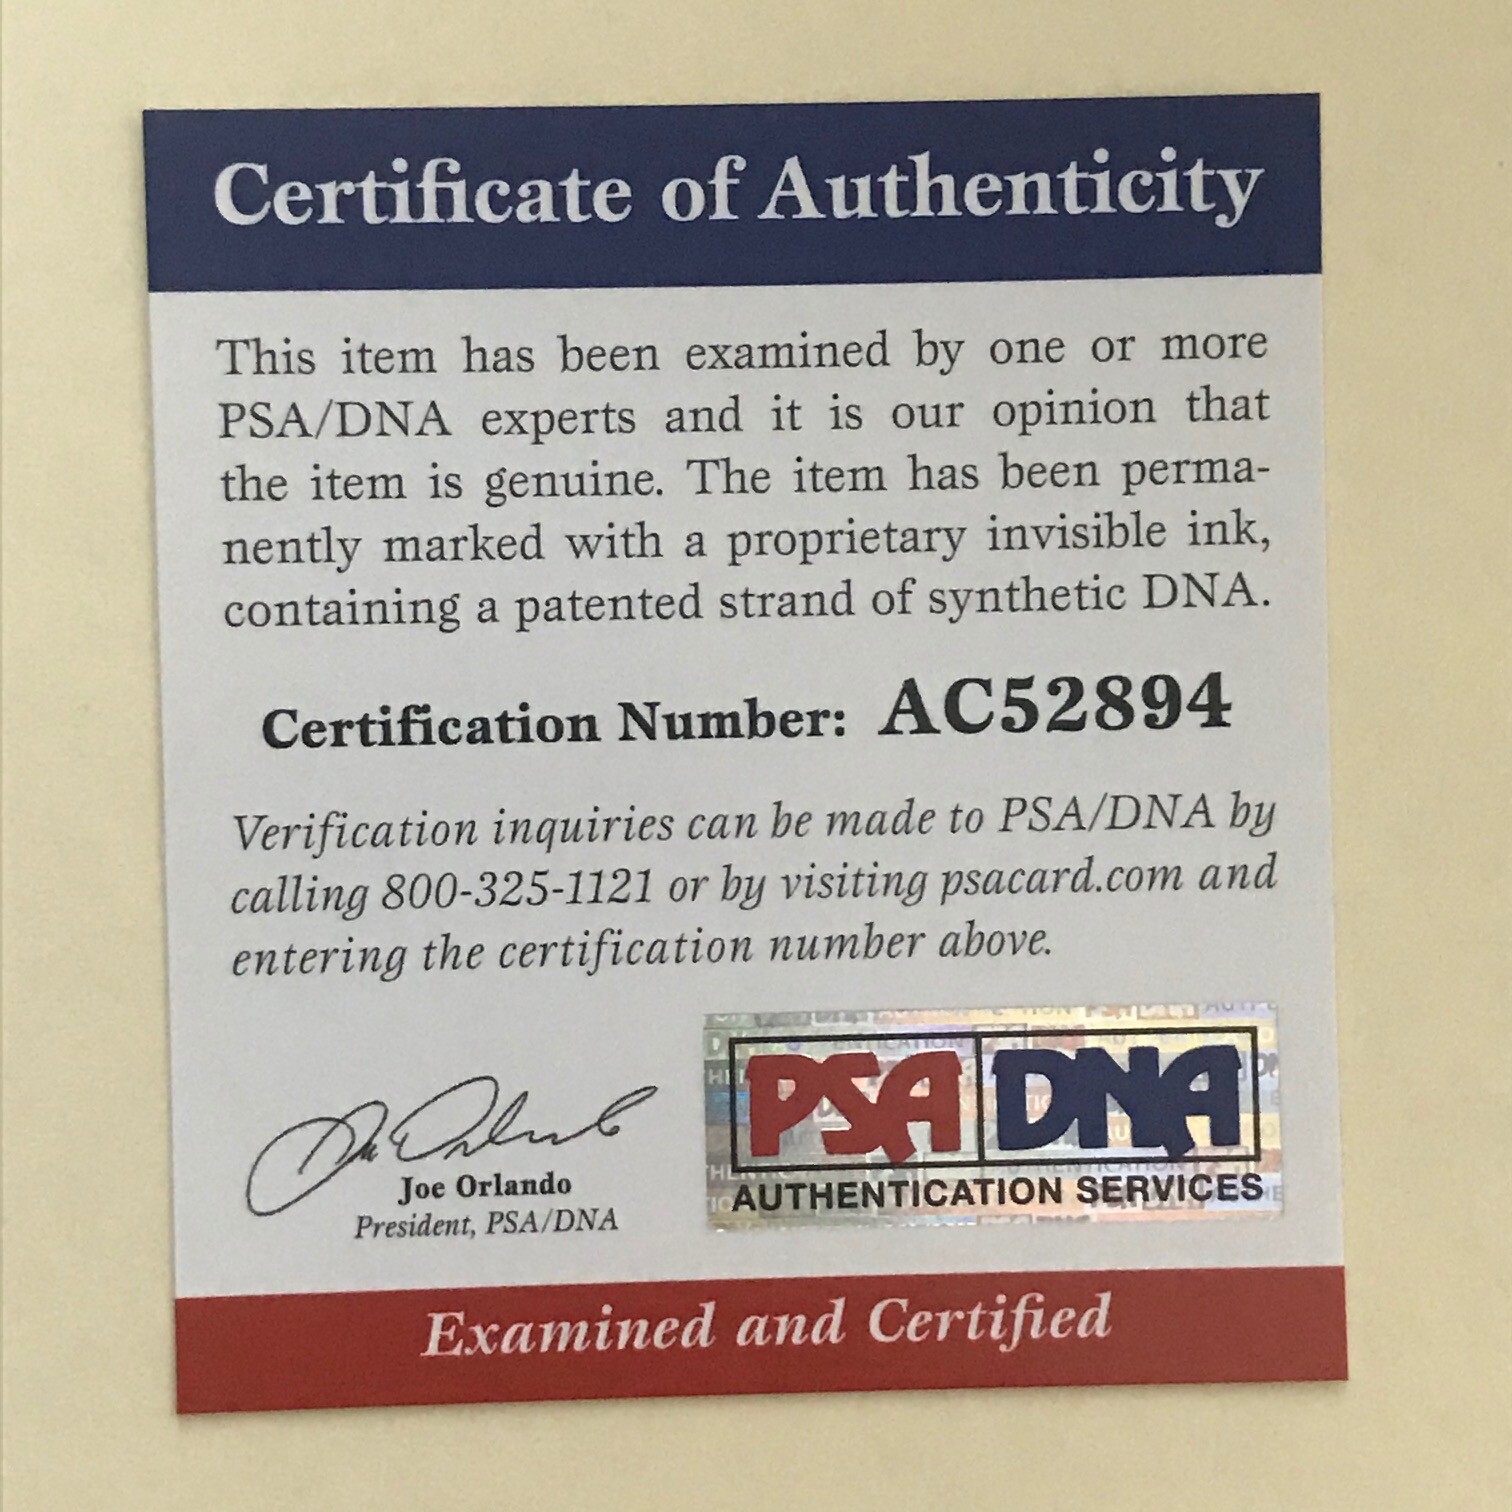 Certificate of Authenticity
This item has been examined by one or more
PSA/DNA experts and it is our opinion that
the item is genuine. The item has been perma-
nently marked with a proprietary invisible ink,
containing a patented strand of synthetic DNA.
Certification Number: AC52894
Verification inquiries can be made to PSA/DNA by
calling 800-325-1121 or by visiting psacard.com and
entering the certification number above.
Joe Orlando
President, PSA/DNA
PSA DNA
AUTHENTICATION SERVICES
Examined and Certified